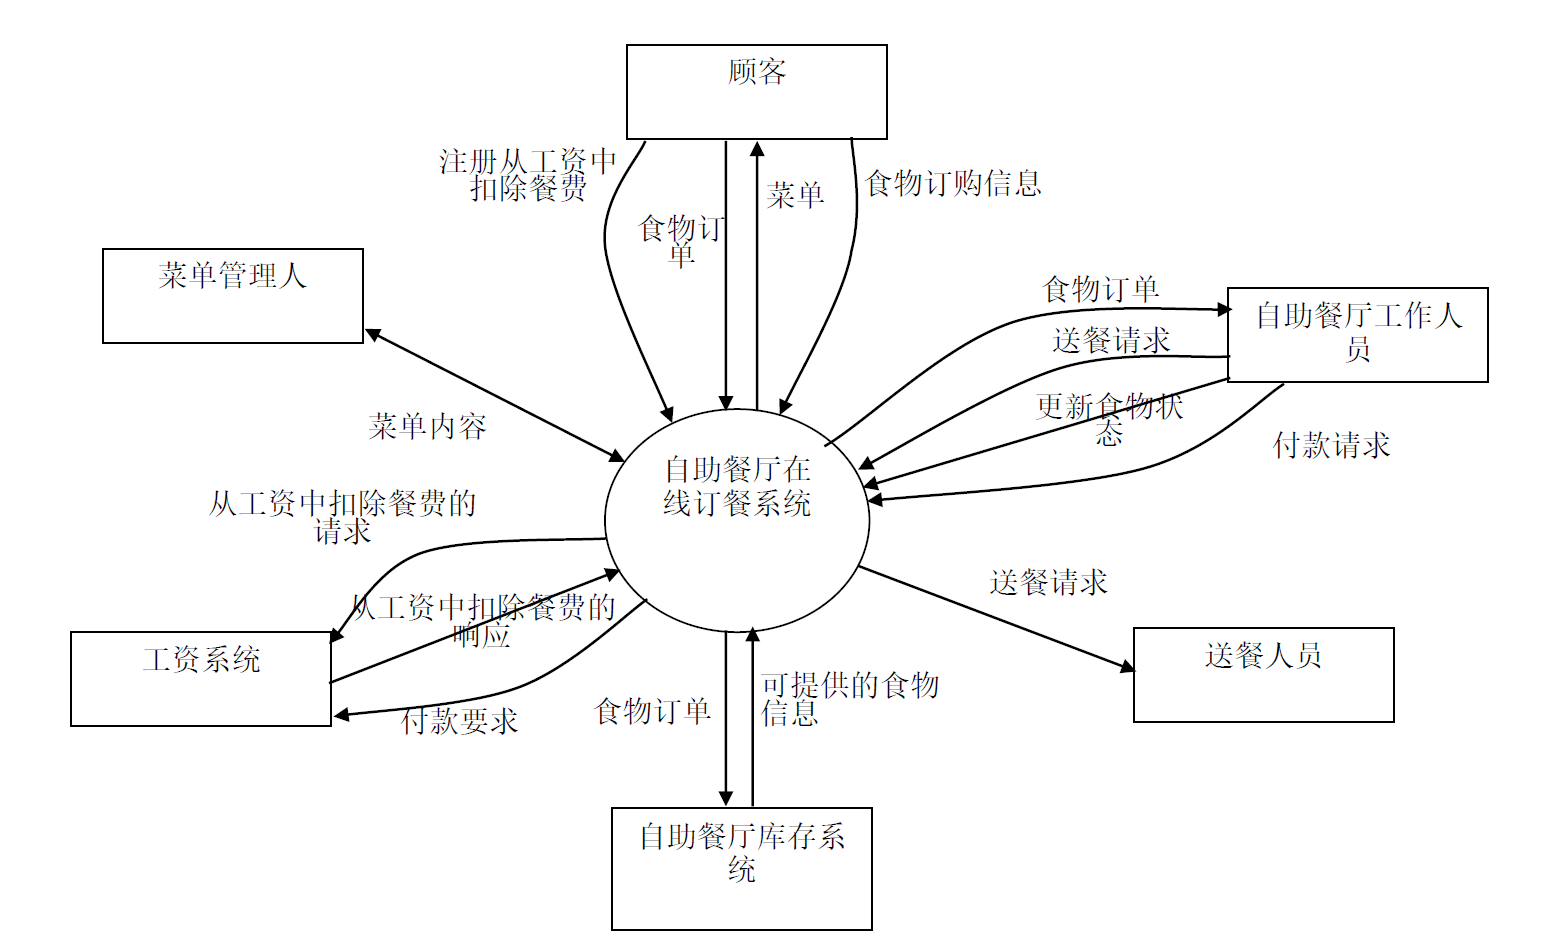 顾客
注册从工资中
扣除餐费
食物订
单
菜单
食物订购信息
菜单管理人
食物订单
自助餐厅工作人
员
送餐请求
更新食物状
态
付款请求
菜单内容
自助餐厅在
线订餐系统
从工资中扣除餐费的
请求
送餐请求
从工资中扣除餐费的
响应
工资系统
送餐人员
付款要求
食物订单
可提供的食物
信息
自助餐厅库存系
统